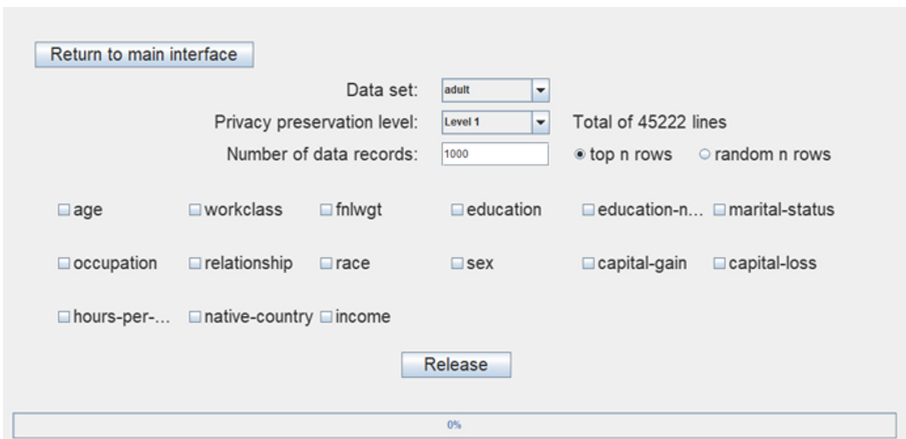 Return to main interface
Data set: adult
Privacy preservation level: Level 1 Total of 45222 lines
Number of data records: 1000 top n rows random n rows
age workclass fnlwgt education education-n... marital-status
occupation relationship race sex capital-gain capital-loss
hours-per-... native-country income
Release
0%